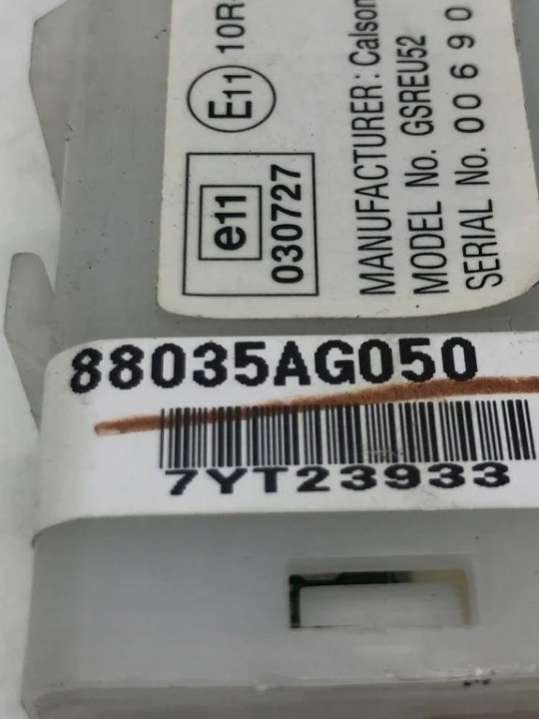 E11 10R-
e11
030727
MANUFACTURER : Calson
MODEL No. GSREU52
SERIAL No. 00690
88035AG050
7YT23933